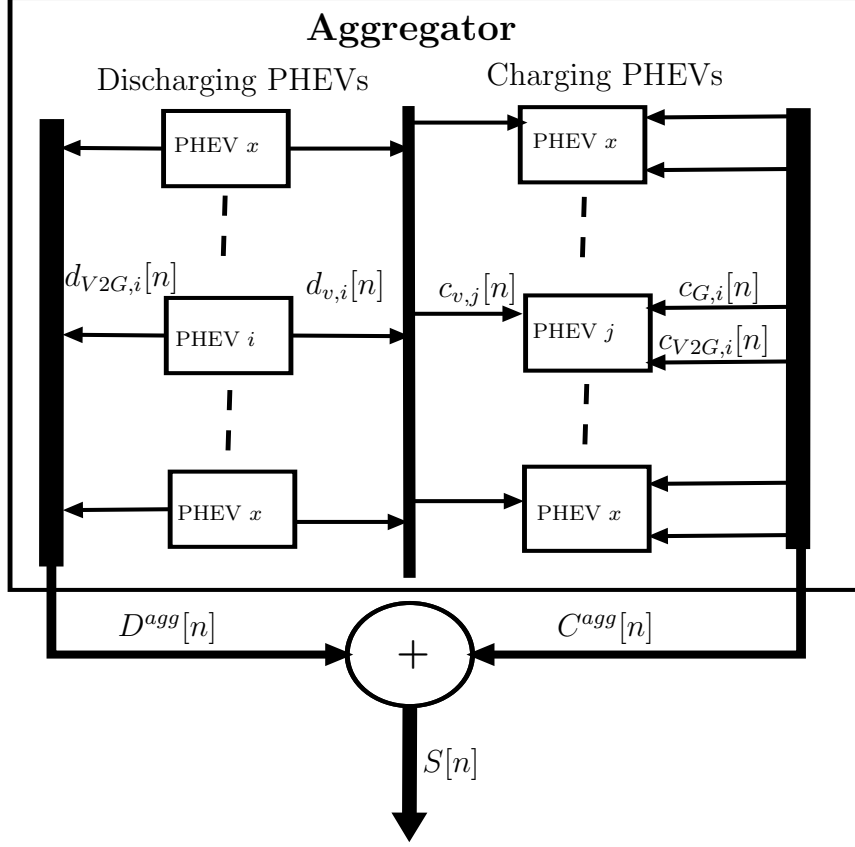 Aggregator
Discharging PHEVs
Charging PHEVs
PHEV x
PHEV x
d_{V2G,i}[n]
d_{v,i}[n]
c_{v,j}[n]
c_{G,i}[n]
PHEV i
PHEV j
c_{V2G,i}[n]
PHEV x
PHEV x
D^{agg}[n]
C^{agg}[n]
+
S[n]